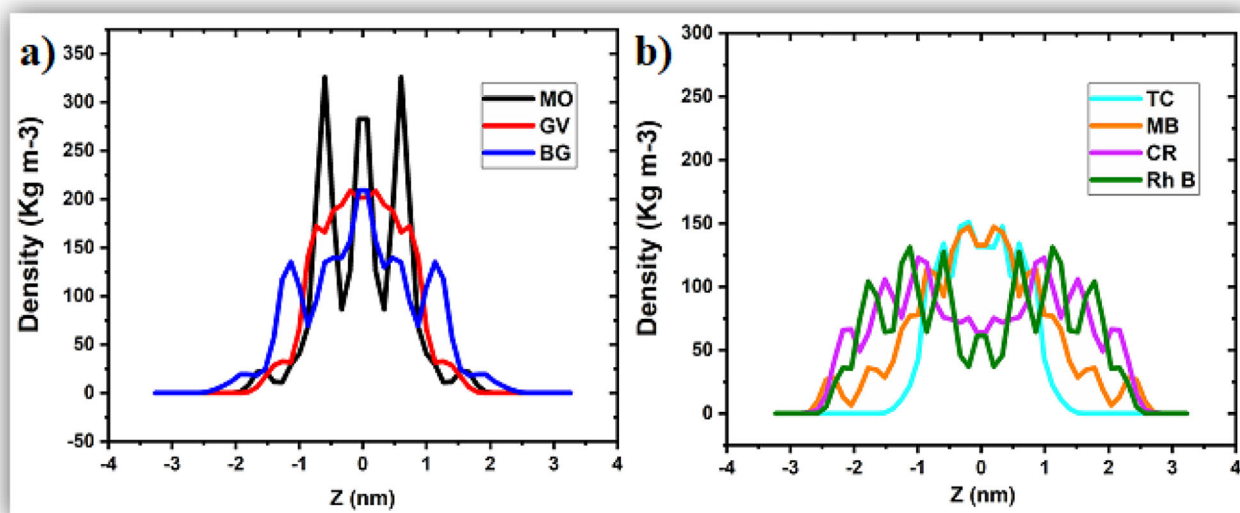 a)
350
300
250
200
150
100
50
0
-50
Density (Kg m-3)
MO
GV
BG
-4 -3 -2 -1 0 1 2 3 4
Z (nm)
b)
300
250
200
150
100
50
0
Density (Kg m-3)
TC
MB
CR
Rh B
-4 -3 -2 -1 0 1 2 3 4
Z (nm)